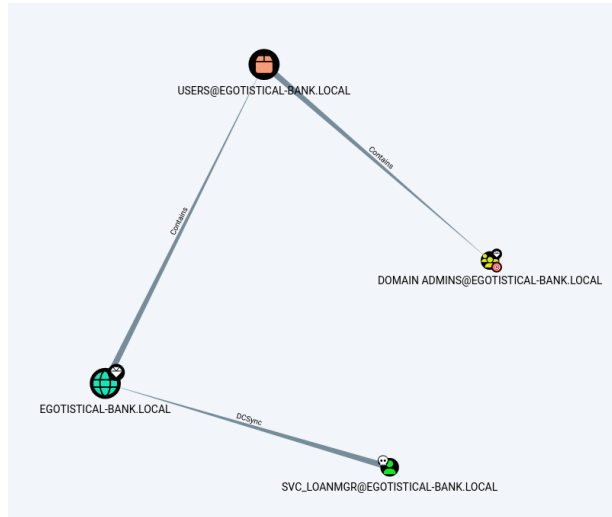 USERS@EGOTISTICAL-BANK.LOCAL
Contains
Contains
DOMAIN ADMINS@EGOTISTICAL-BANK.LOCAL
EGOTISTICAL-BANK.LOCAL
DCSync
SVC_LOANMGR@EGOTISTICAL-BANK.LOCAL